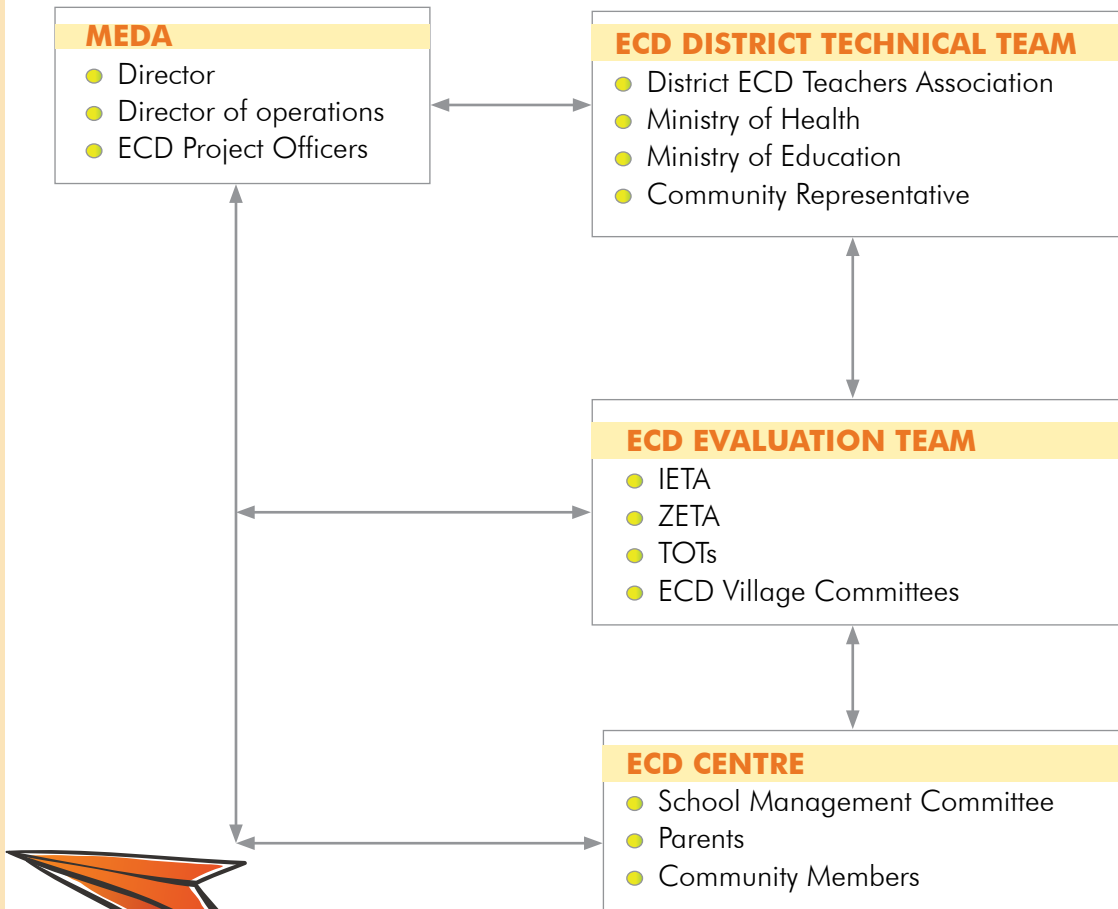 MEDA
Director
Director of operations
ECD Project Officers
ECD DISTRICT TECHNICAL TEAM
District ECD Teachers Association
Ministry of Health
Ministry of Education
Community Representative
ECD EVALUATION TEAM
IETA
ZETA
TOTs
ECD Village Committees
ECD CENTRE
School Management Committee
Parents
Community Members